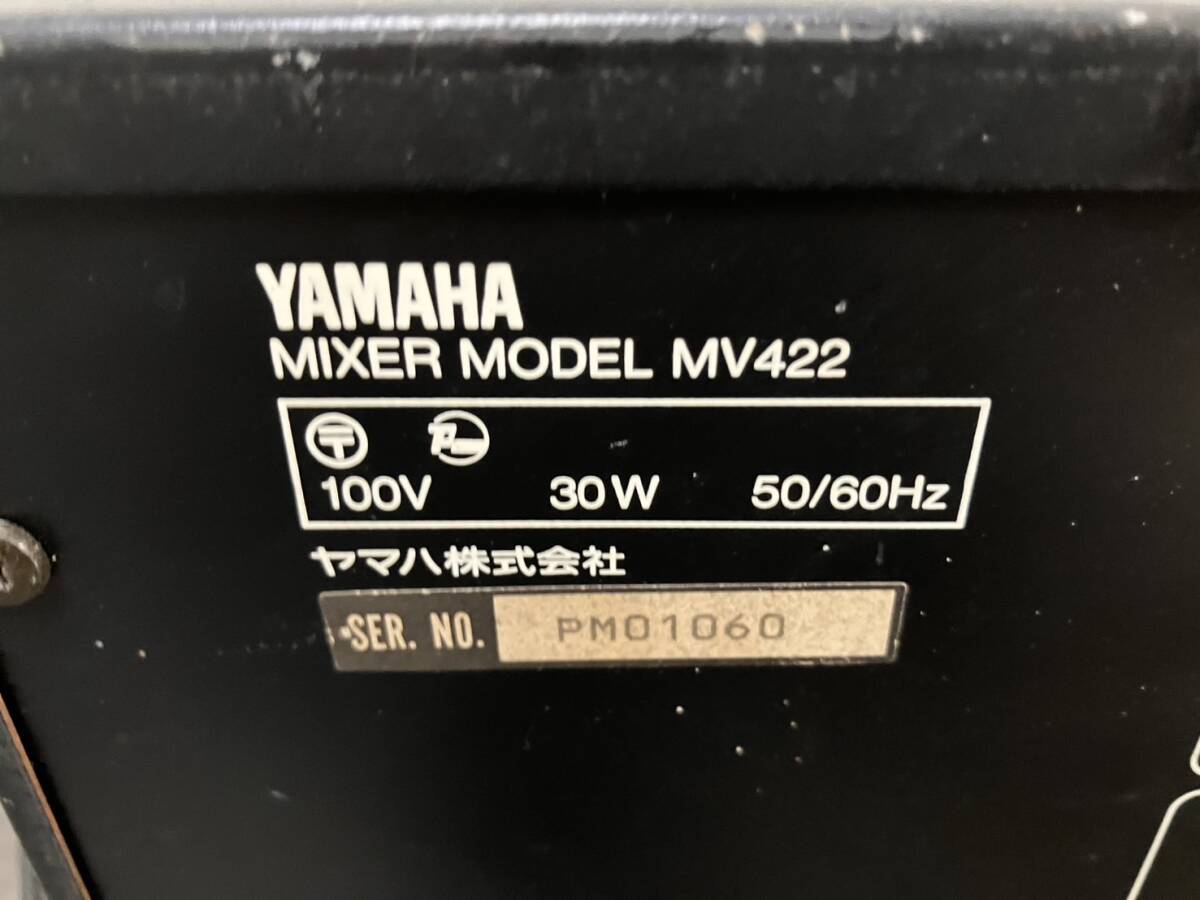 YAMAHA
MIXER MODEL MV422
100V 30W 50/60Hz
ヤマハ株式会社
SER. NO. PM01060